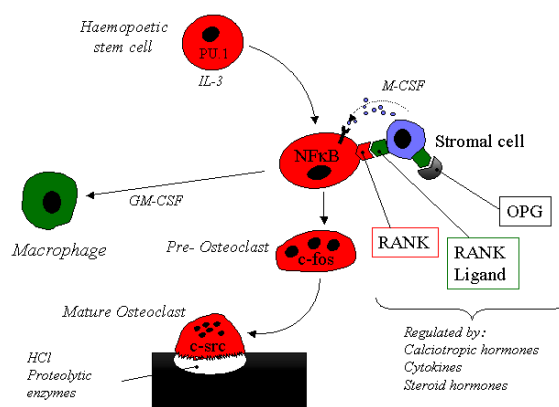 Haemopoetic
stem cell
PU.1
IL-3
M-CSF
Stromal cell
NFκB
GM-CSF
OPG
Macrophage
Pre- Osteoclast
c-fos
RANK
RANK
Ligand
Mature Osteoclast
c-src
HCl
Proteolytic
enzymes
Regulated by:
Calciotropic hormones
Cytokines
Steroid hormones